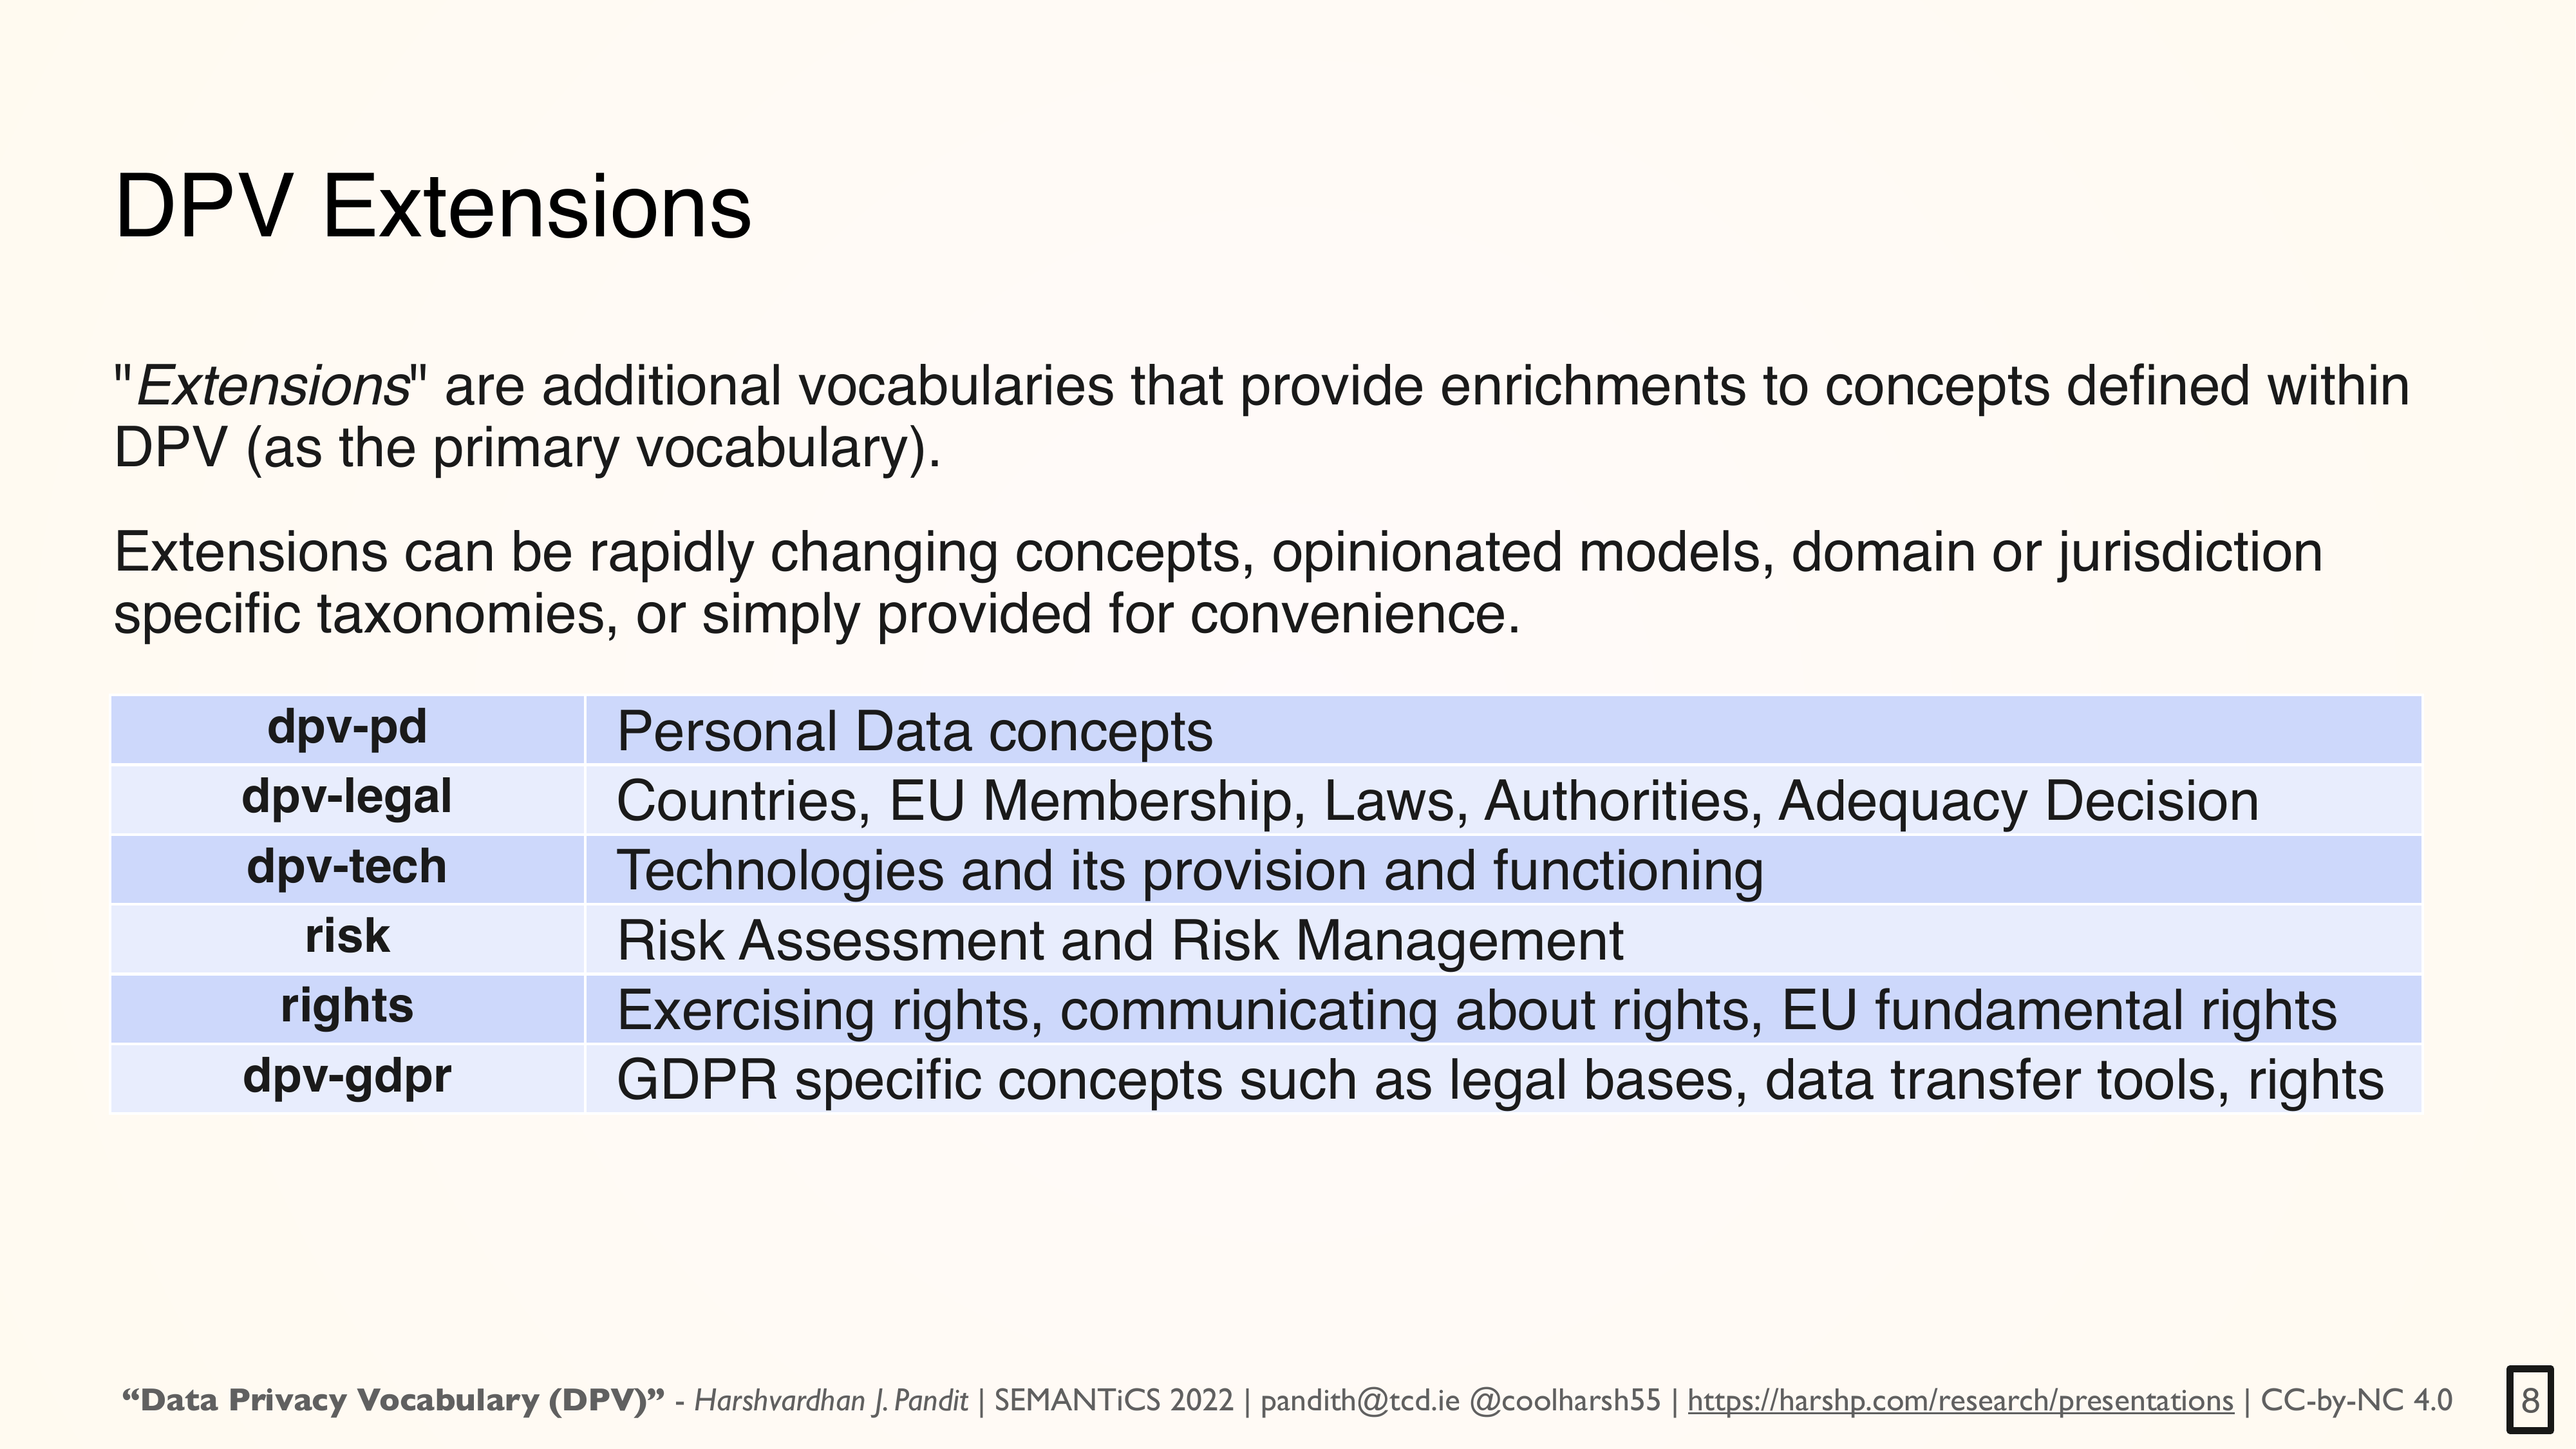 DPV Extensions
"Extensions" are additional vocabularies that provide enrichments to concepts defined within
DPV (as the primary vocabulary).
Extensions can be rapidly changing concepts, opinionated models, domain or jurisdiction
specific taxonomies, or simply provided for convenience.
dpv-pd Personal Data concepts
dpv-legal Countries, EU Membership, Laws, Authorities, Adequacy Decision
dpv-tech Technologies and its provision and functioning
risk Risk Assessment and Risk Management
rights Exercising rights, communicating about rights, EU fundamental rights
dpv-gdpr GDPR specific concepts such as legal bases, data transfer tools, rights
“Data Privacy Vocabulary (DPV)” - Harshvardhan J. Pandit | SEMANTiCS 2022 | pandith@tcd.ie @coolharsh55 | https://harshp.com/research/presentations | CC-by-NC 4.0 8